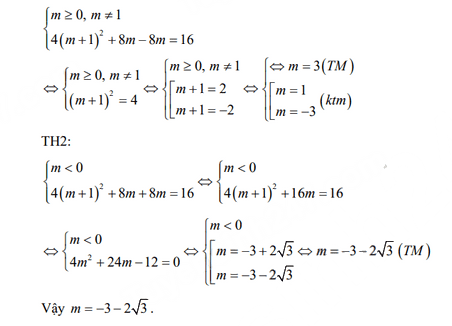 {m ≥ 0, m ≠ 1
{4(m+1)² + 8m − 8m = 16
⇔ {m ≥ 0, m ≠ 1 {(m+1)² = 4 ⇔ {m ≥ 0, m ≠ 1 {[m+1 = 2 [m+1 = −2 ⇔ {⇔ m = 3(TM) {[m = 1 [m = −3 (ktm)
TH2:
{m < 0 {4(m+1)² + 8m + 8m = 16 ⇔ {m < 0 {4(m+1)² + 16m = 16
⇔ {m < 0 {4m² + 24m − 12 = 0 ⇔ {m < 0 {[m = −3 + 2√3 [m = −3 − 2√3 ⇔ m = −3 − 2√3 (TM)
Vậy m = −3 − 2√3.